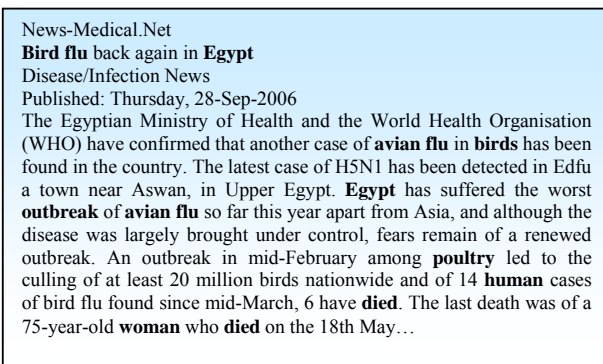 News-Medical.Net
Bird flu back again in Egypt
Disease/Infection News
Published: Thursday, 28-Sep-2006
The Egyptian Ministry of Health and the World Health Organisation
(WHO) have confirmed that another case of avian flu in birds has been
found in the country. The latest case of H5N1 has been detected in Edfu
a town near Aswan, in Upper Egypt. Egypt has suffered the worst
outbreak of avian flu so far this year apart from Asia, and although the
disease was largely brought under control, fears remain of a renewed
outbreak. An outbreak in mid-February among poultry led to the
culling of at least 20 million birds nationwide and of 14 human cases
of bird flu found since mid-March, 6 have died. The last death was of a
75-year-old woman who died on the 18th May…